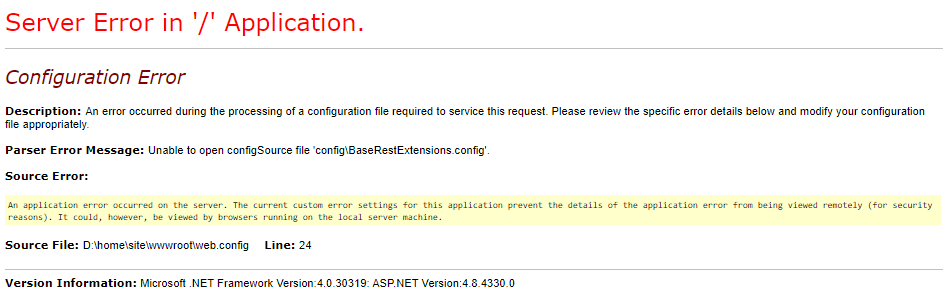 Server Error in '/' Application.
Configuration Error
Description: An error occurred during the processing of a configuration file required to service this request. Please review the specific error details below and modify your configuration
file appropriately.
Parser Error Message: Unable to open configSource file 'config\BaseRestExtensions.config'.
Source Error:
An application error occurred on the server. The current custom error settings for this application prevent the details of the application error from being viewed remotely (for security
reasons). It could, however, be viewed by browsers running on the local server machine.
Source File: D:\home\site\wwwroot\web.config    Line: 24
Version Information: Microsoft .NET Framework Version:4.0.30319; ASP.NET Version:4.8.4330.0